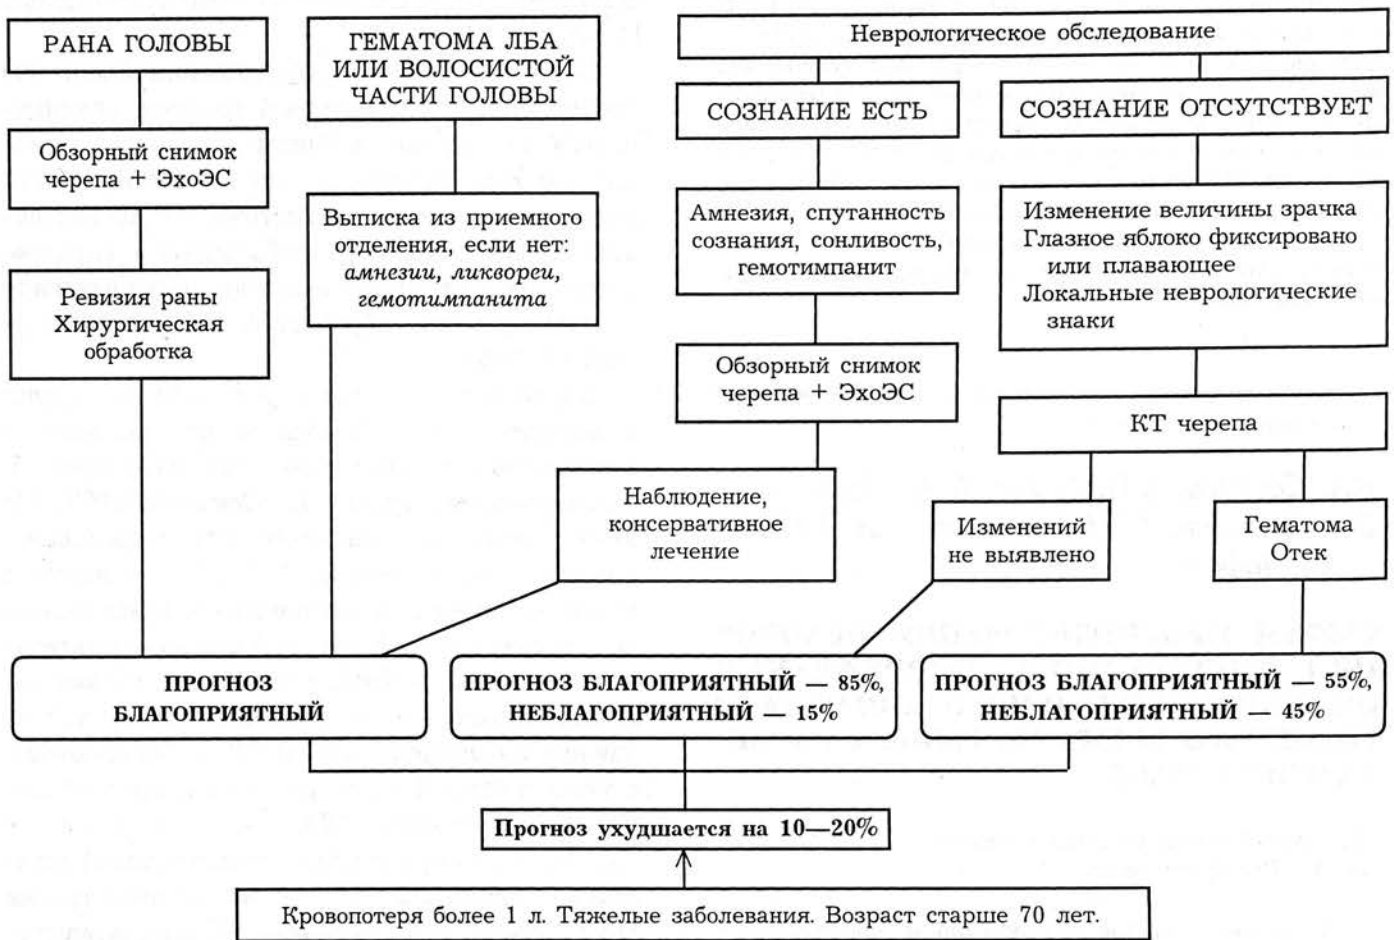 РАНА ГОЛОВЫ
Обзорный снимок
черепа + ЭхоЭС
Ревизия раны
Хирургическая
обработка
ГЕМАТОМА ЛБА
ИЛИ ВОЛОСИСТОЙ
ЧАСТИ ГОЛОВЫ
Выписка из приемного
отделения, если нет:
амнезии, ликвореи,
гемотимпанита
Неврологическое обследование
СОЗНАНИЕ ЕСТЬ
Амнезия, спутанность
сознания, сонливость,
гемотимпанит
Обзорный снимок
черепа + ЭхоЭС
Наблюдение,
консервативное
лечение
СОЗНАНИЕ ОТСУТСТВУЕТ
Изменение величины зрачка
Глазное яблоко фиксировано
или плавающее
Локальные неврологические
знаки
КТ черепа
Изменений
не выявлено
Гематома
Отек
ПРОГНОЗ
БЛАГОПРИЯТНЫЙ
ПРОГНОЗ БЛАГОПРИЯТНЫЙ — 85%,
НЕБЛАГОПРИЯТНЫЙ — 15%
ПРОГНОЗ БЛАГОПРИЯТНЫЙ — 55%,
НЕБЛАГОПРИЯТНЫЙ — 45%
Прогноз ухудшается на 10—20%
Кровопотеря более 1 л. Тяжелые заболевания. Возраст старше 70 лет.